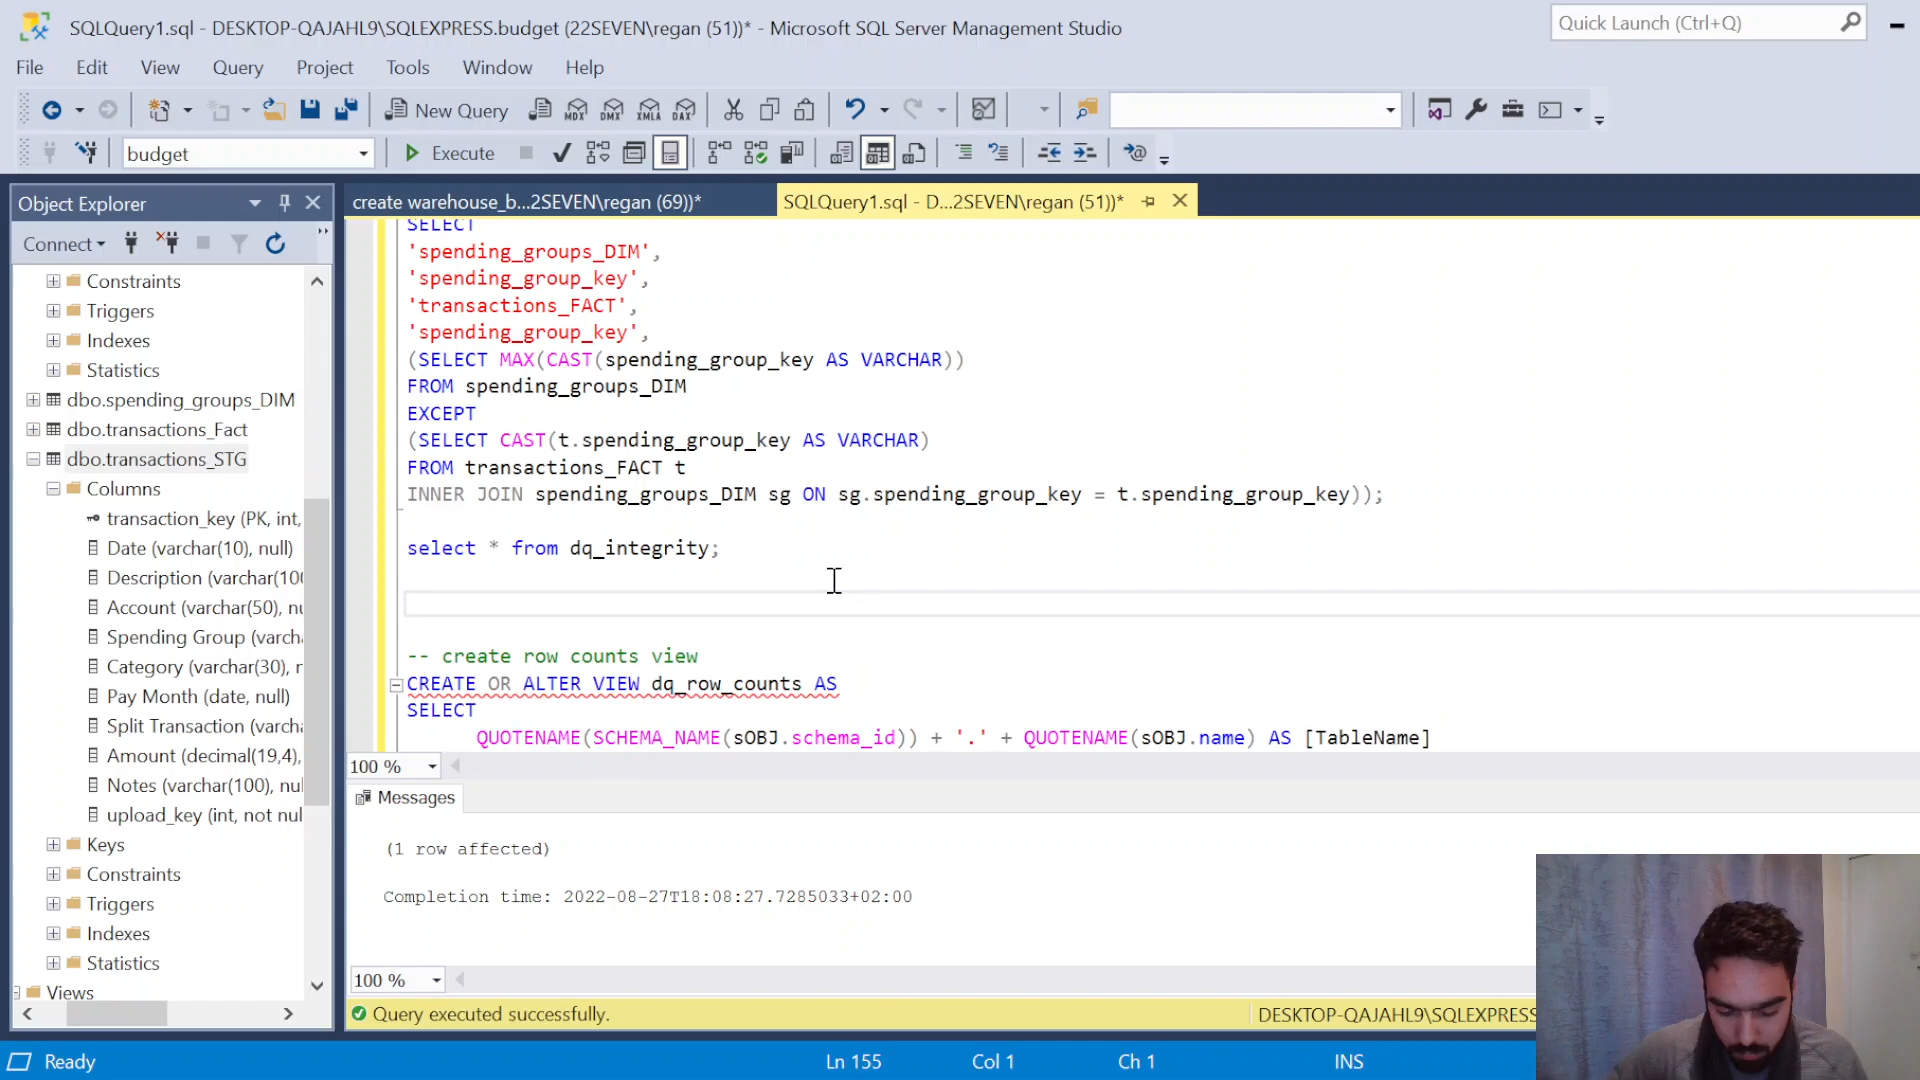 SQLQuery1.sql - DESKTOP-QAJAHL9\SQLEXPRESS.budget (22SEVEN\regan (51))* - Microsoft SQL Server Management Studio
Quick Launch (Ctrl+Q)
File Edit View Query Project Tools Window Help
New Query MDX DMX XMLA DAX
budget Execute
Object Explorer
create warehouse_b...2SEVEN\regan (69))*
SQLQuery1.sql - D...2SEVEN\regan (51))*
Connect
Constraints
Triggers
Indexes
Statistics
dbo.spending_groups_DIM
dbo.transactions_Fact
dbo.transactions_STG
Columns
transaction_key (PK, int,
Date (varchar(10), null)
Description (varchar(100
Account (varchar(50), nu
Spending Group (varcha
Category (varchar(30), n
Pay Month (date, null)
Split Transaction (varcha
Amount (decimal(19,4),
Notes (varchar(100), nul
upload_key (int, not nul
Keys
Constraints
Triggers
Indexes
Statistics
Views
SELECT
'spending_groups_DIM',
'spending_group_key',
'transactions_FACT',
'spending_group_key',
(SELECT MAX(CAST(spending_group_key AS VARCHAR))
FROM spending_groups_DIM
EXCEPT
(SELECT CAST(t.spending_group_key AS VARCHAR)
FROM transactions_FACT t
INNER JOIN spending_groups_DIM sg ON sg.spending_group_key = t.spending_group_key));
select * from dq_integrity;
-- create row counts view
CREATE OR ALTER VIEW dq_row_counts AS
SELECT
QUOTENAME(SCHEMA_NAME(sOBJ.schema_id)) + '.' + QUOTENAME(sOBJ.name) AS [TableName]
100 %
Messages
(1 row affected)
Completion time: 2022-08-27T18:08:27.7285033+02:00
100 %
Query executed successfully.
DESKTOP-QAJAHL9\SQLEXPRESS
Ready
Ln 155
Col 1
Ch 1
INS